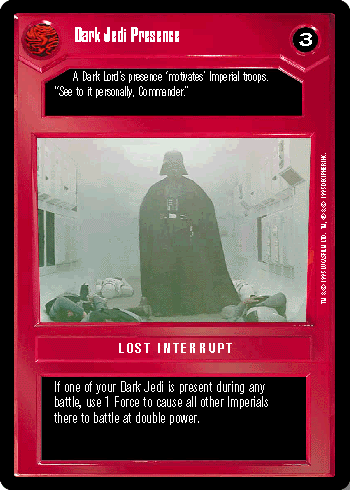 Dark Jedi Presence
3
A Dark Lord's presence 'motivates' Imperial troops.
"See to it personally, Commander."
LOST INTERRUPT
If one of your Dark Jedi is present during any
battle, use 1 Force to cause all other Imperials
there to battle at double power.